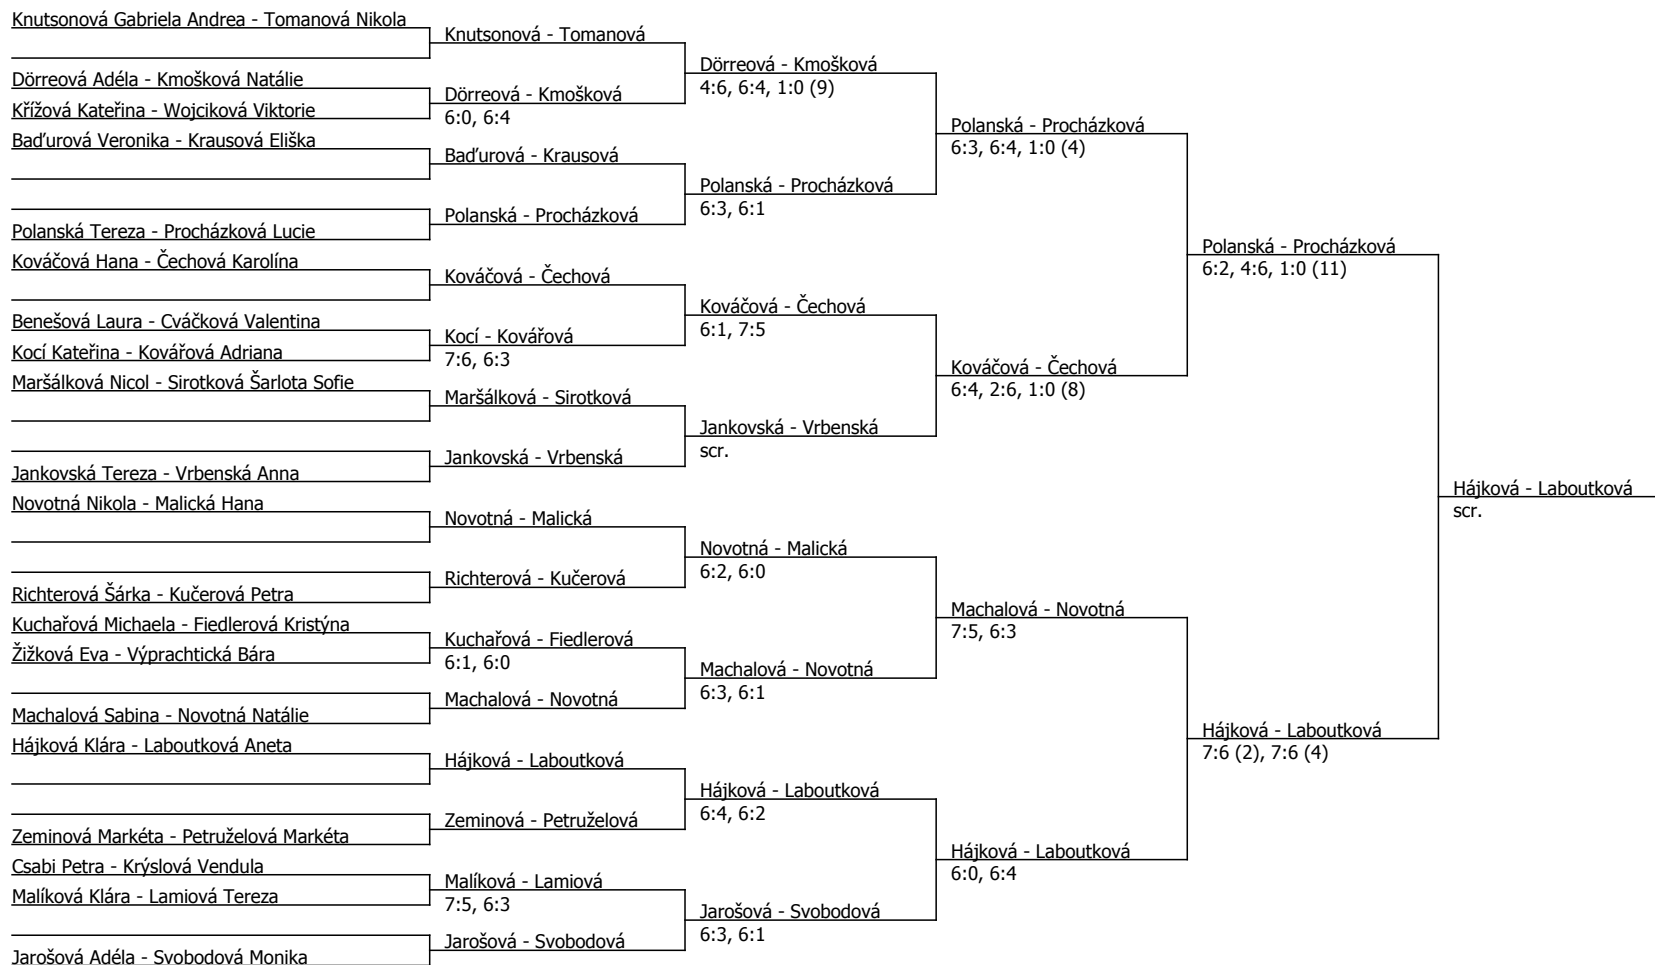 Knutsonová Gabriela Andrea - Tomanová Nikola
Dörreová Adéla - Kmošková Natálie
Křížová Kateřina - Wojciková Viktorie
Baďurová Veronika - Krausová Eliška
Polanská Tereza - Procházková Lucie
Kováčová Hana - Čechová Karolína
Benešová Laura - Cváčková Valentina
Kocí Kateřina - Kovářová Adriana
Maršálková Nicol - Sirotková Šarlota Sofie
Jankovská Tereza - Vrbenská Anna
Novotná Nikola - Malická Hana
Richterová Šárka - Kučerová Petra
Kuchařová Michaela - Fiedlerová Kristýna
Žižková Eva - Výprachtická Bára
Machalová Sabina - Novotná Natálie
Hájková Klára - Laboutková Aneta
Zeminová Markéta - Petruželová Markéta
Csabi Petra - Krýslová Vendula
Malíková Klára - Lamiová Tereza
Jarošová Adéla - Svobodová Monika
Knutsonová - Tomanová
Dörreová - Kmošková
6:0, 6:4
Baďurová - Krausová
Polanská - Procházková
Kováčová - Čechová
Kocí - Kovářová
7:6, 6:3
Maršálková - Sirotková
Jankovská - Vrbenská
Novotná - Malická
Richterová - Kučerová
Kuchařová - Fiedlerová
6:1, 6:0
Machalová - Novotná
Hájková - Laboutková
Zeminová - Petruželová
Malíková - Lamiová
7:5, 6:3
Jarošová - Svobodová
Dörreová - Kmošková
4:6, 6:4, 1:0 (9)
Polanská - Procházková
6:3, 6:1
Kováčová - Čechová
6:1, 7:5
Jankovská - Vrbenská
scr.
Novotná - Malická
6:2, 6:0
Machalová - Novotná
6:3, 6:1
Hájková - Laboutková
6:4, 6:2
Jarošová - Svobodová
6:3, 6:1
Polanská - Procházková
6:3, 6:4, 1:0 (4)
Kováčová - Čechová
6:4, 2:6, 1:0 (8)
Machalová - Novotná
7:5, 6:3
Hájková - Laboutková
6:0, 6:4
Polanská - Procházková
6:2, 4:6, 1:0 (11)
Hájková - Laboutková
7:6 (2), 7:6 (4)
Hájková - Laboutková
scr.